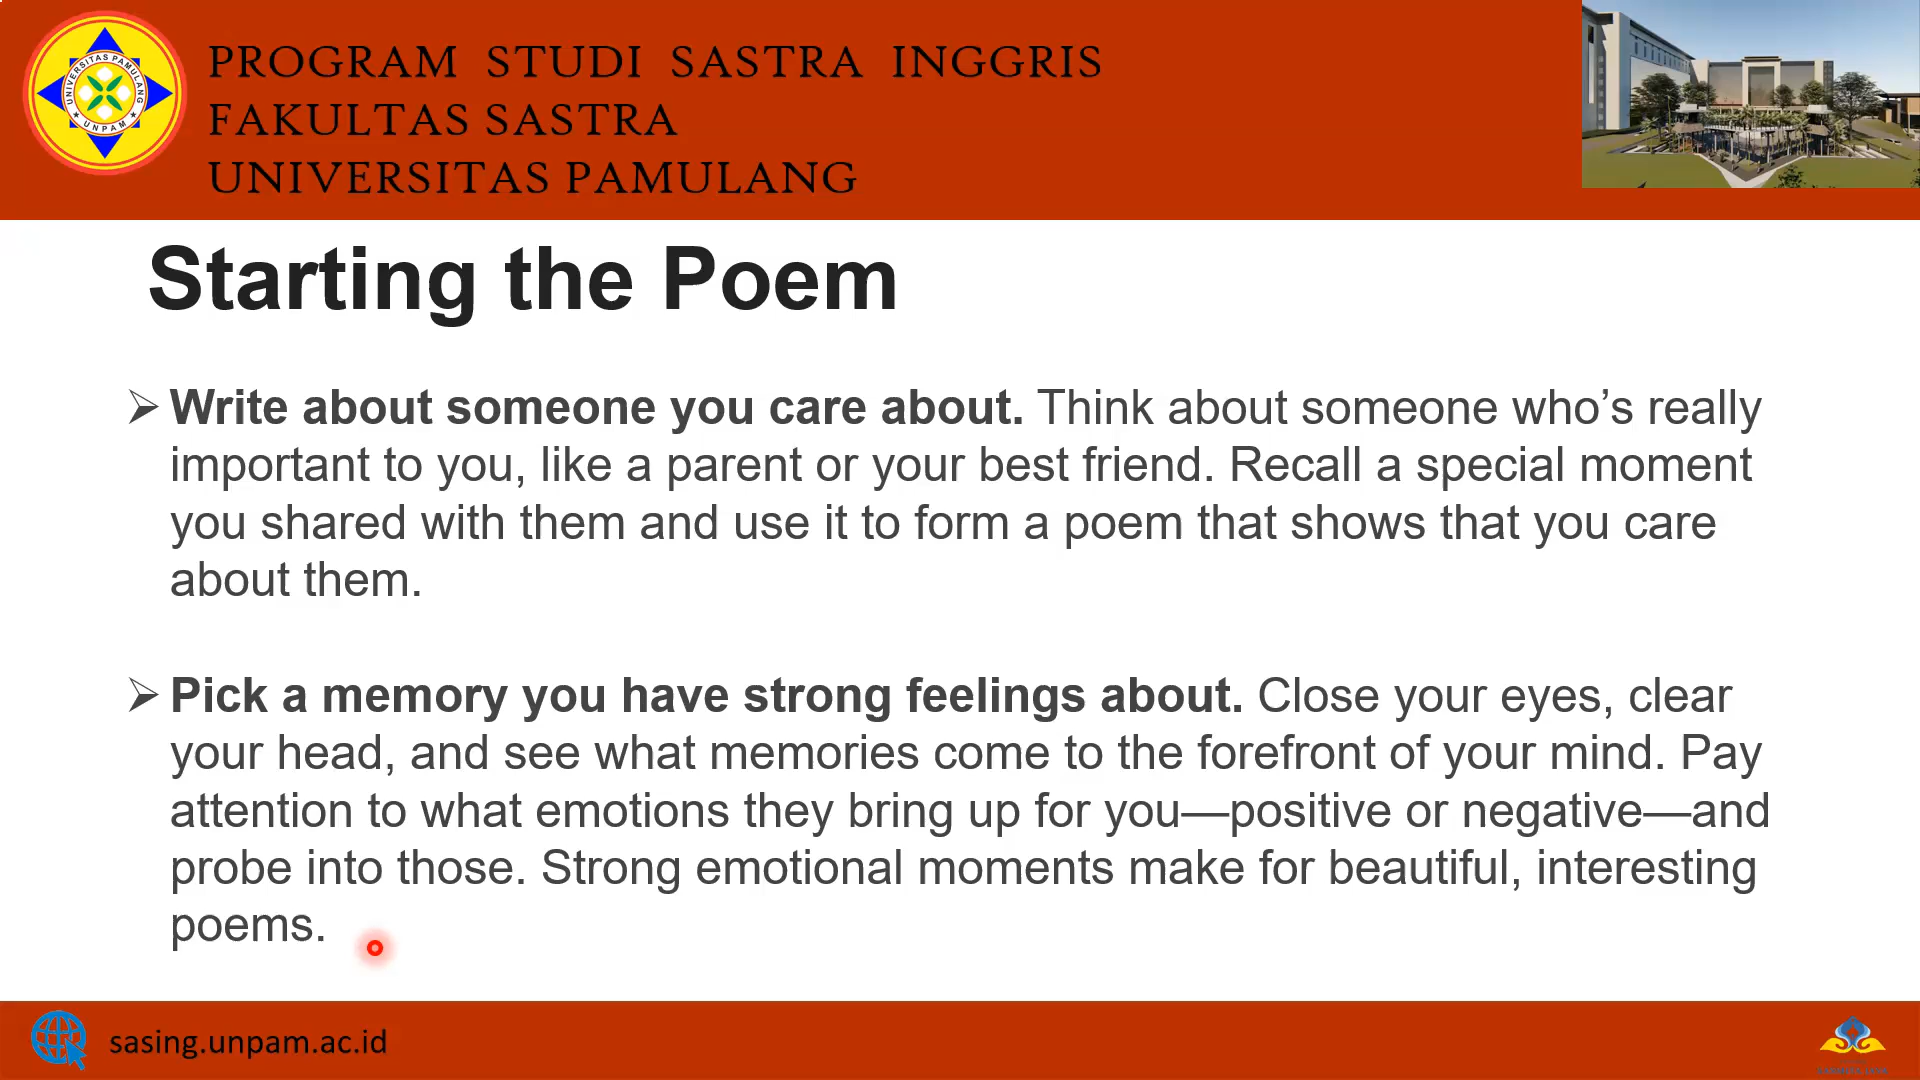 PROGRAM STUDI SASTRA INGGRIS
FAKULTAS SASTRA
UNIVERSITAS PAMULANG
UNIVERSITAS PAMULANG
UNPAM
Starting the Poem
➢ Write about someone you care about. Think about someone who’s really
important to you, like a parent or your best friend. Recall a special moment
you shared with them and use it to form a poem that shows that you care
about them.
➢ Pick a memory you have strong feelings about. Close your eyes, clear
your head, and see what memories come to the forefront of your mind. Pay
attention to what emotions they bring up for you—positive or negative—and
probe into those. Strong emotional moments make for beautiful, interesting
poems.
sasing.unpam.ac.id